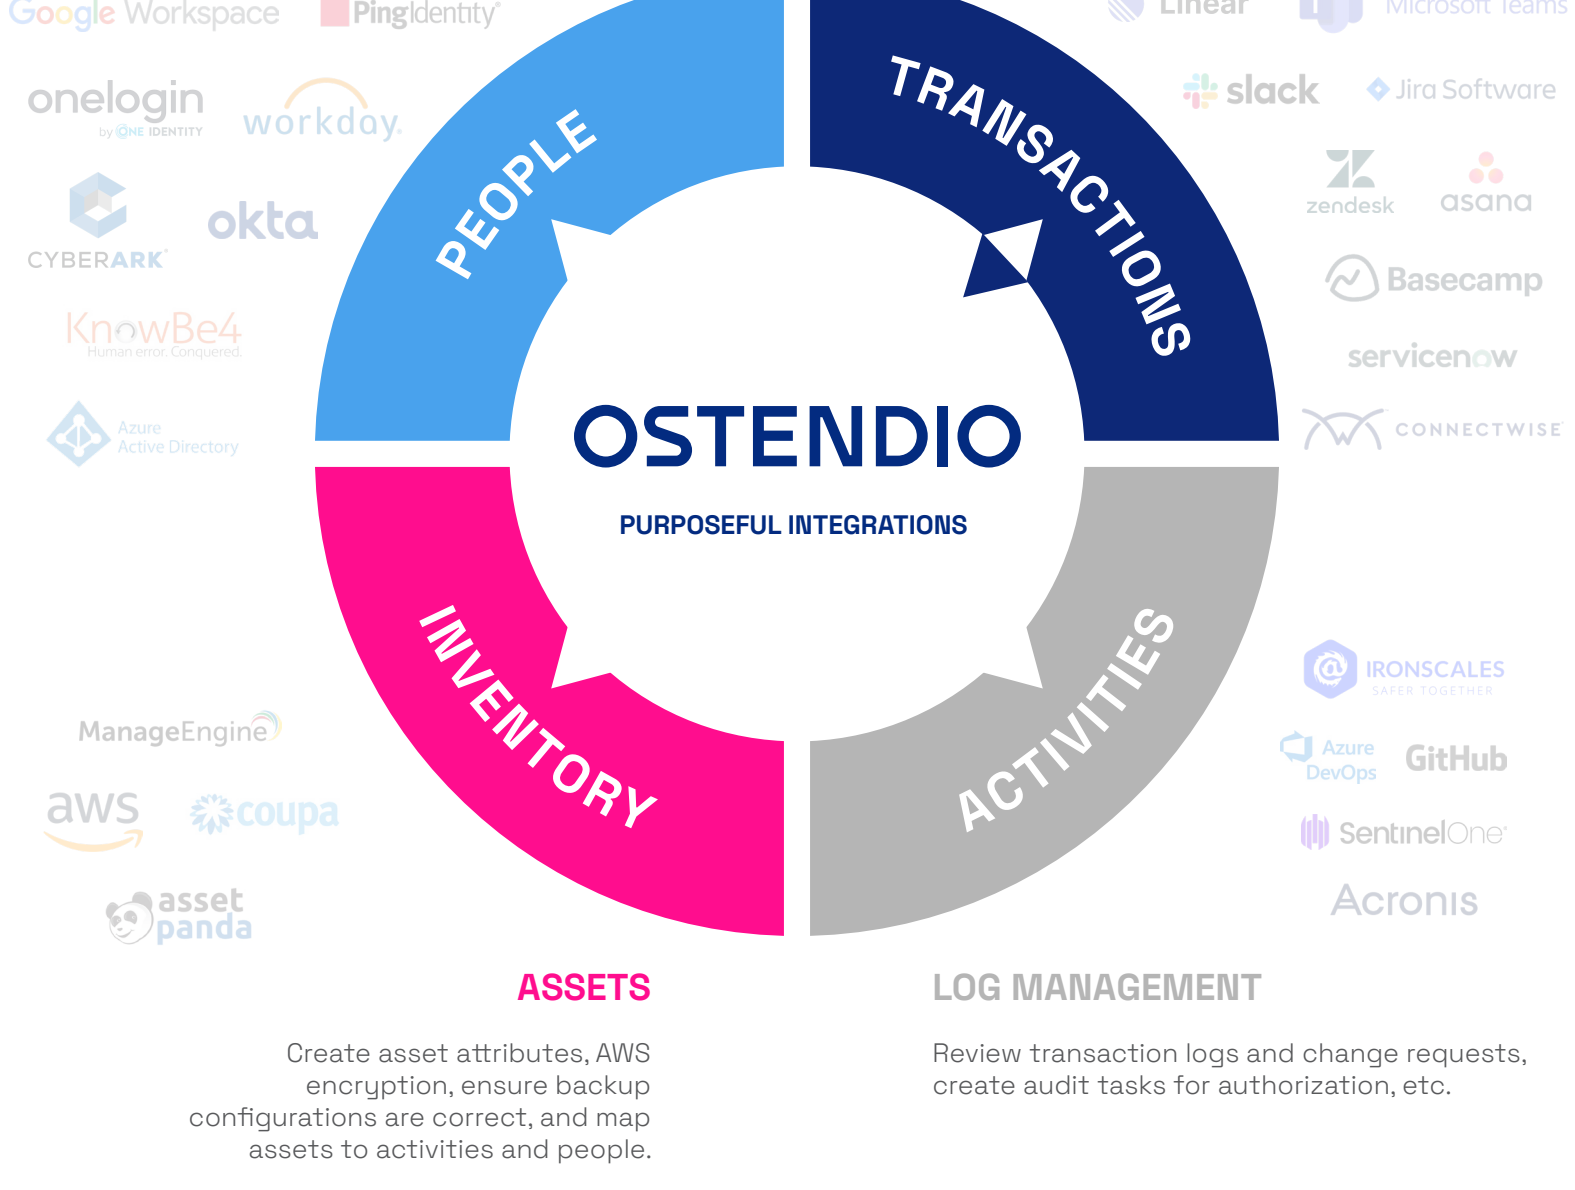 Google Workspace
PingIdentity
Linear
Microsoft Teams
onelogin
by ONE IDENTITY
workday.
slack
Jira Software
PEOPLE
TRANSACTIONS
CYBERARK
okta
zendesk
asana
KnowBe4
Human error. Conquered.
Basecamp
servicenow
Azure
Active Directory
CONNECTWISE
OSTENDIO
PURPOSEFUL INTEGRATIONS
INVENTORY
ACTIVITIES
IRONSCALES
SAFER TOGETHER
ManageEngine
Azure
DevOps
GitHub
aws
coupa
SentinelOne
asset
panda
Acronis
ASSETS
Create asset attributes, AWS
encryption, ensure backup
configurations are correct, and map
assets to activities and people.
LOG MANAGEMENT
Review transaction logs and change requests,
create audit tasks for authorization, etc.